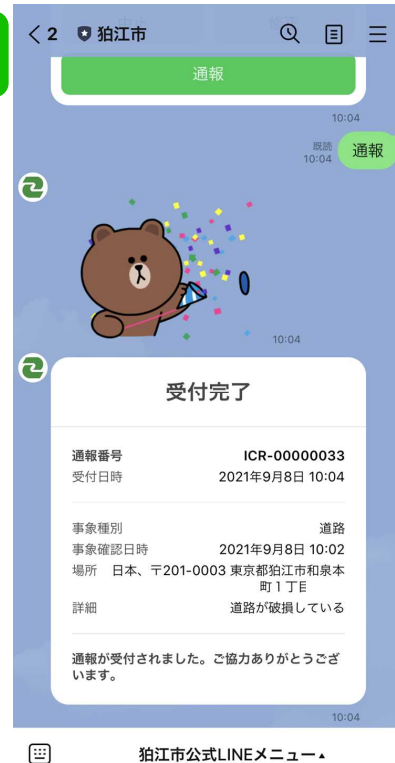 2 狛江市
通報
10:04
既読
10:04 通報
10:04
受付完了
通報番号 ICR-00000033
受付日時 2021年9月8日 10:04
事象種別 道路
事象確認日時 2021年9月8日 10:02
場所 日本、〒201-0003 東京都狛江市和泉本
町1丁目
詳細 道路が破損している
通報が受付されました。ご協力ありがとうござ
います。
10:04
狛江市公式LINEメニュー▲